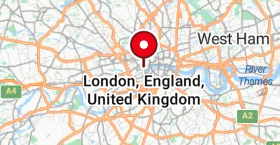 West Ham
River
Thames
A4
London, England,
United Kingdom
A2